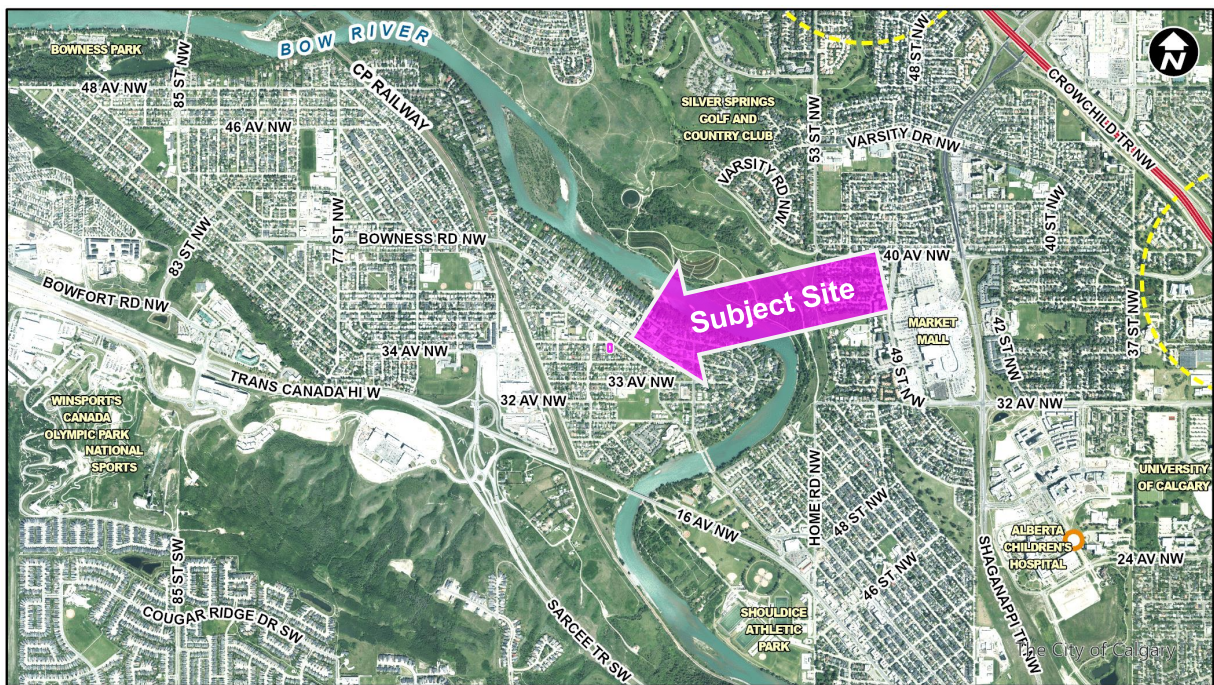 BOWNESS PARK
BOW RIVER
85 ST NW
48 AV NW
CP RAILWAY
46 AV NW
SILVER SPRINGS
GOLF AND
COUNTRY CLUB
53 ST NW
48 ST NW
VARSITY DR NW
CROWCHILD TR NW
N
VARSITY RD NW
40 ST NW
77 ST NW
83 ST NW
BOWNESS RD NW
40 AV NW
BOWFORT RD NW
Subject Site
MARKET
MALL
42 ST NW
37 ST NW
34 AV NW
33 AV NW
49 ST NW
TRANS CANADA HI W
32 AV NW
32 AV NW
WINSPORT'S
CANADA
OLYMPIC PARK
NATIONAL
SPORTS
UNIVERSITY
OF CALGARY
HOME RD NW
48 ST NW
16 AV NW
ALBERTA
CHILDREN'S
HOSPITAL
24 AV NW
46 ST NW
SHAGANAPPI TR NW
85 ST SW
COUGAR RIDGE DR SW
SARCEE TR SW
SHOULDICE
ATHLETIC
PARK
The City of Calgary